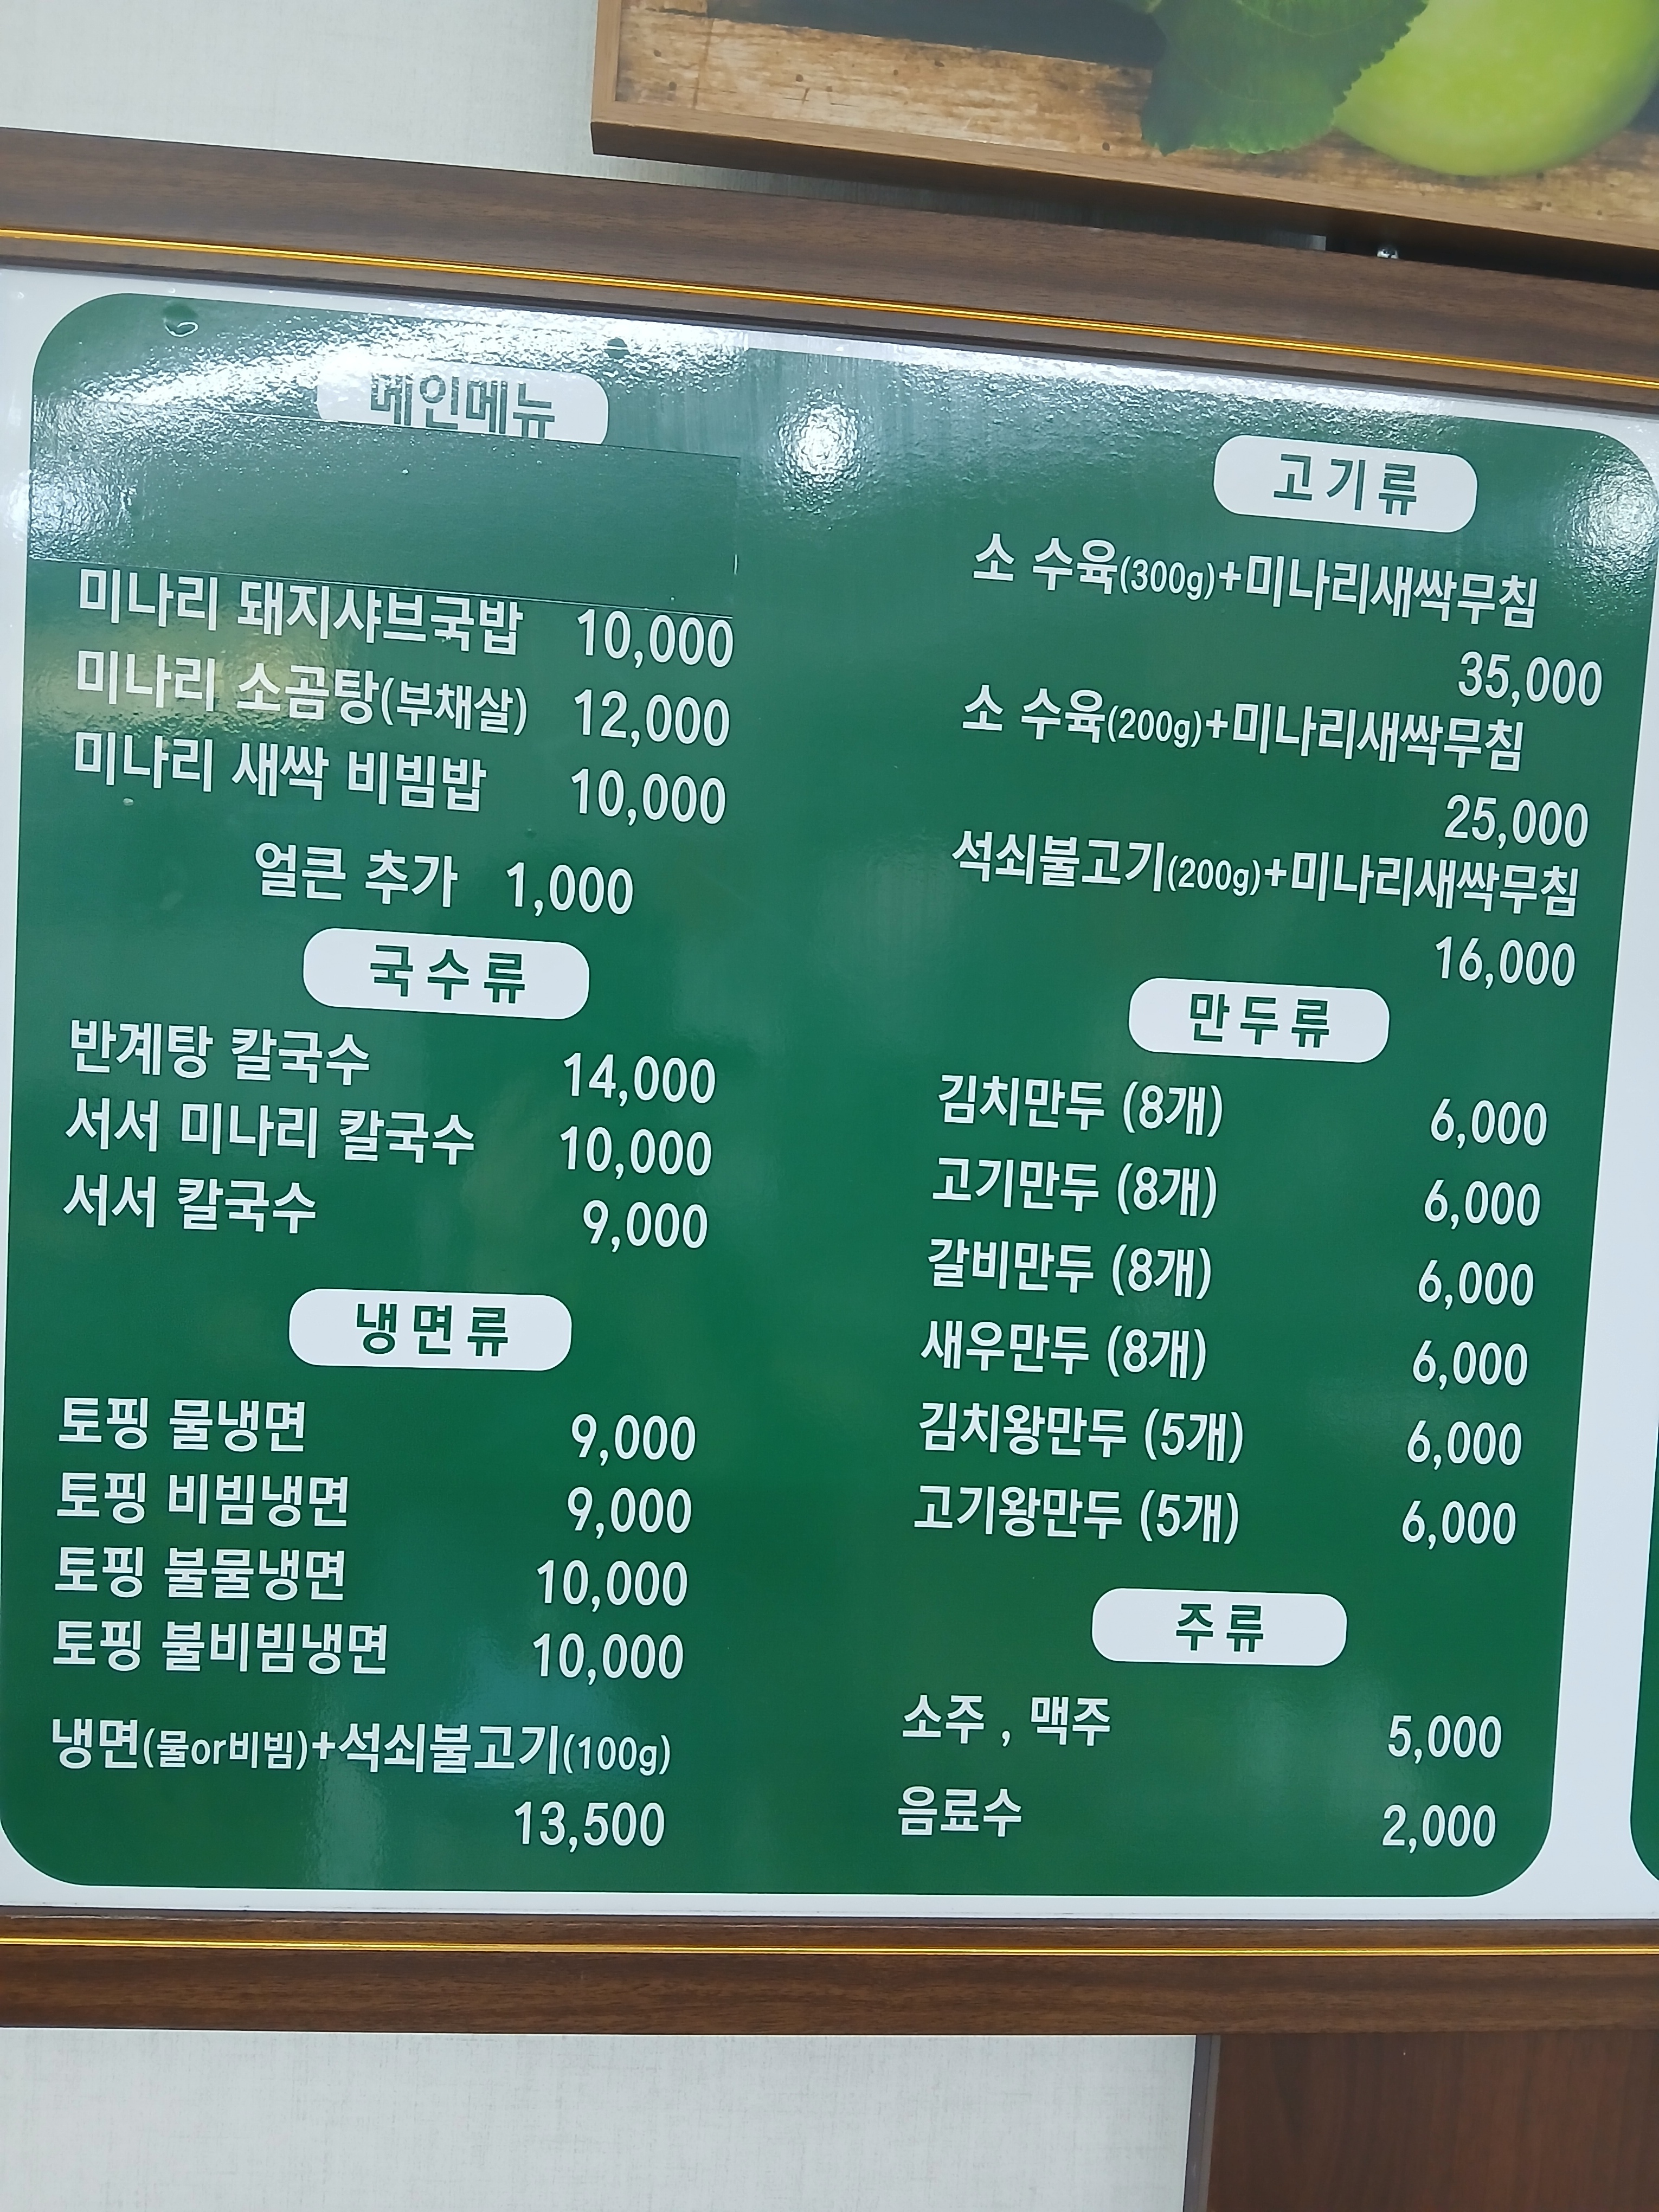 메인메뉴
미나리 돼지샤브국밥 10,000
미나리 소곰탕(부채살) 12,000
미나리 새싹 비빔밥 10,000
얼큰 추가 1,000
국수류
반계탕 칼국수 14,000
서서 미나리 칼국수 10,000
서서 칼국수 9,000
냉면류
토핑 물냉면 9,000
토핑 비빔냉면 9,000
토핑 불물냉면 10,000
토핑 불비빔냉면 10,000
냉면(물or비빔)+석쇠불고기(100g)
13,500
고기류
소 수육(300g)+미나리새싹무침
35,000
소 수육(200g)+미나리새싹무침
25,000
석쇠불고기(200g)+미나리새싹무침
16,000
만두류
김치만두 (8개) 6,000
고기만두 (8개) 6,000
갈비만두 (8개) 6,000
새우만두 (8개) 6,000
김치왕만두 (5개) 6,000
고기왕만두 (5개) 6,000
주류
소주 , 맥주 5,000
음료수 2,000